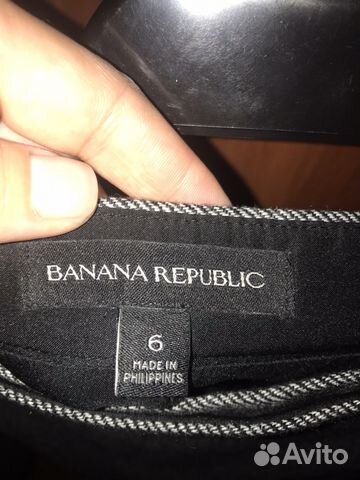 BANANA REPUBLIC
6
MADE IN
PHILIPPINES
Avito